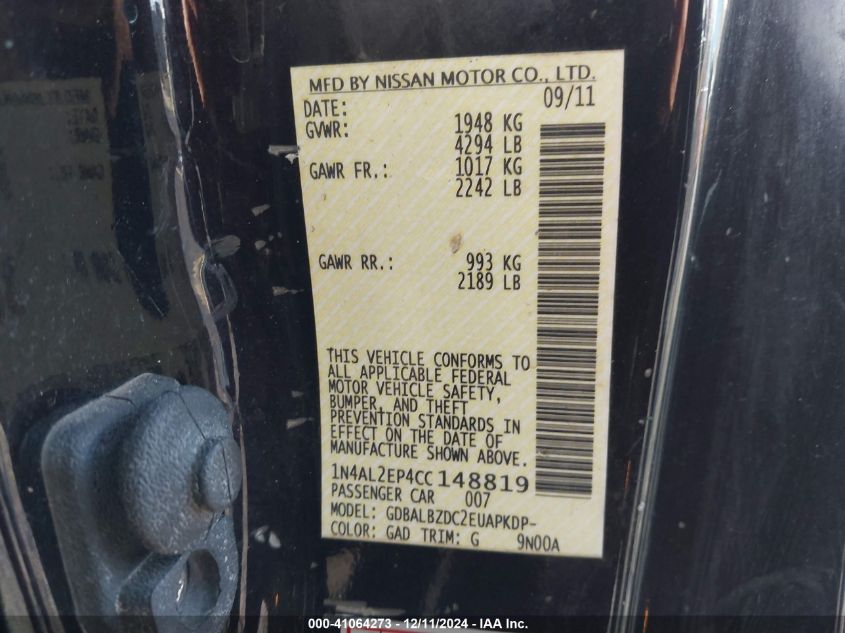 MFD BY NISSAN MOTOR CO., LTD.
DATE: 09/11
GVWR: 1948 KG
4294 LB
GAWR FR.: 1017 KG
2242 LB
GAWR RR.: 993 KG
2189 LB
THIS VEHICLE CONFORMS TO
ALL APPLICABLE FEDERAL
MOTOR VEHICLE SAFETY,
BUMPER, AND THEFT
PREVENTION STANDARDS IN
EFFECT ON THE DATE OF
MANUFACTURE SHOWN ABOVE.
1N4AL2EP4CC148819
PASSENGER CAR 007
MODEL: GDBALBZDC2EUAPKDP-
COLOR: GAD TRIM: G 9N00A
000-41064273 - 12/11/2024 - IAA Inc.